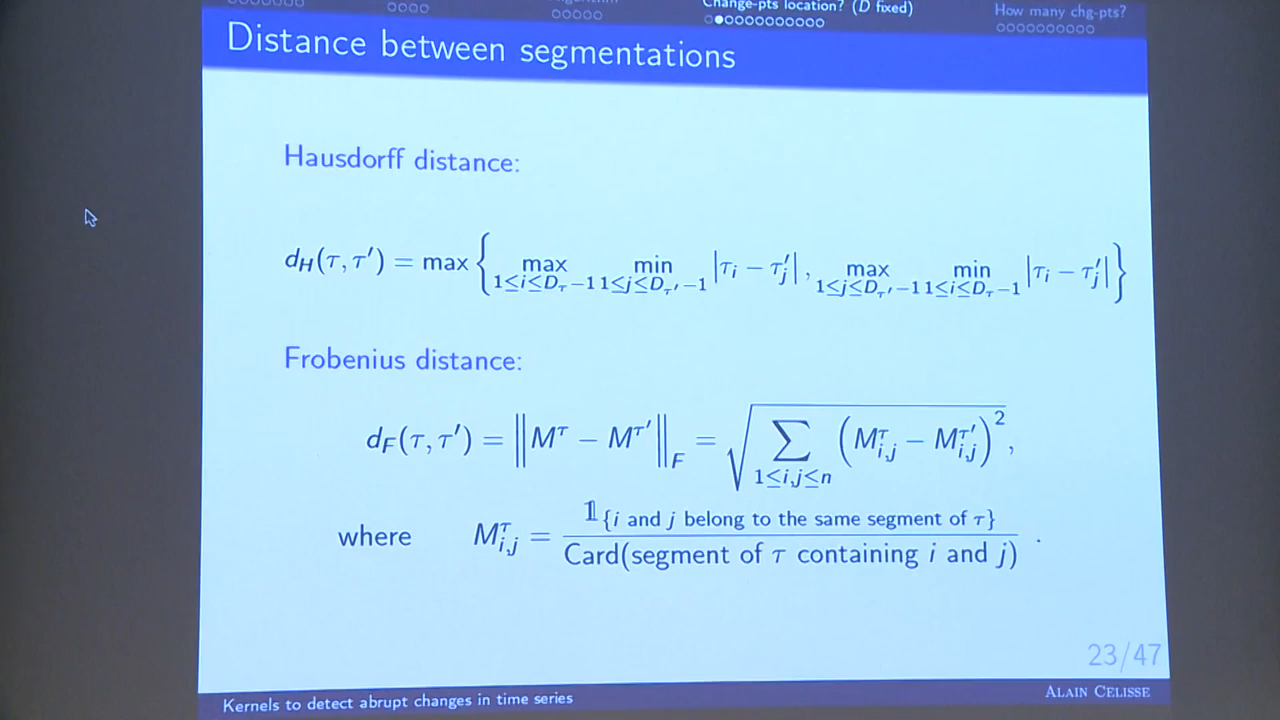 Change-pts location? (D fixed)
How many chg-pts?
Distance between segmentations
Hausdorff distance:
d_H(τ, τ′) = max { max_{1≤i≤D_τ−1} min_{1≤j≤D_τ′−1} |τ_i − τ′_j| , max_{1≤j≤D_τ′−1} min_{1≤i≤D_τ−1} |τ_i − τ′_j| }
Frobenius distance:
d_F(τ, τ′) = ‖M^τ − M^τ′‖_F = √ ∑_{1≤i,j≤n} (M^τ_{i,j} − M^τ′_{i,j})² ,
where M^τ_{i,j} = 𝟙_{{i and j belong to the same segment of τ}} / Card(segment of τ containing i and j) .
23/47
Kernels to detect abrupt changes in time series
ALAIN CELISSE